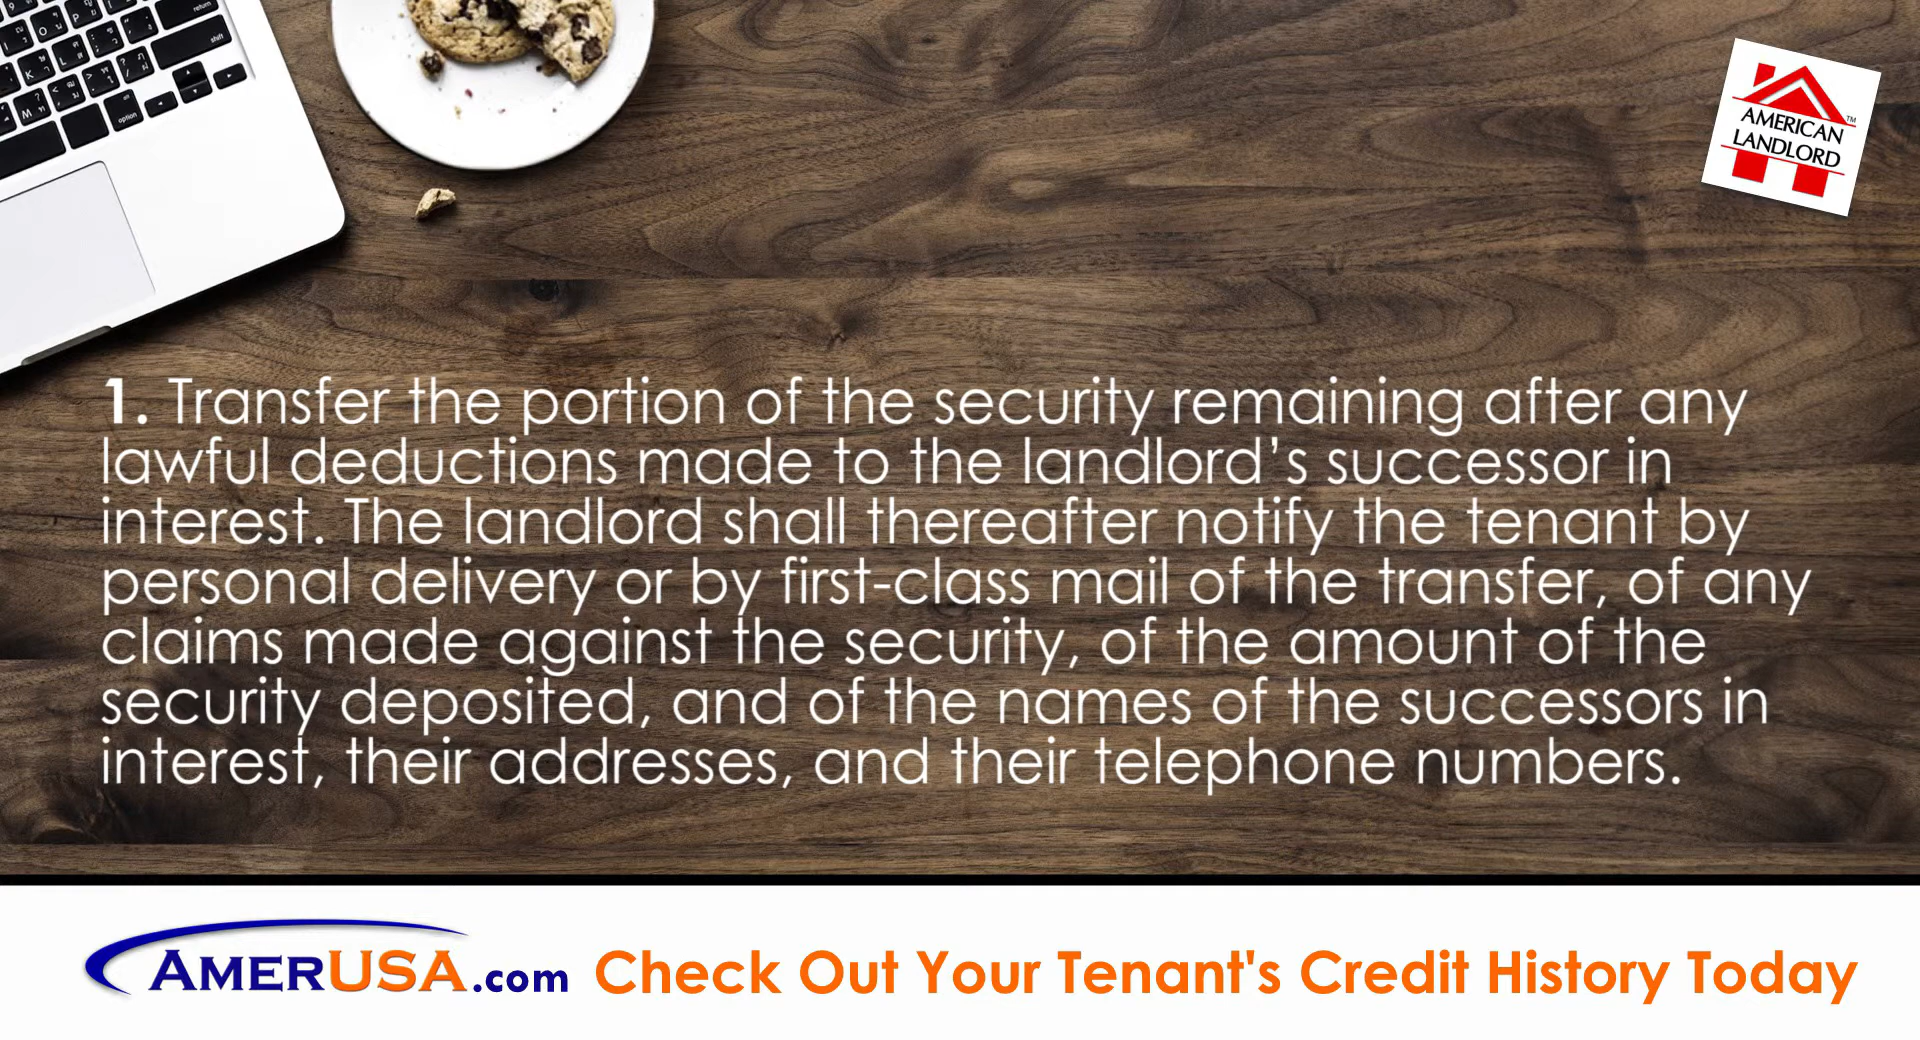 return
shift
option
AMERICAN
LANDLORD
TM
1. Transfer the portion of the security remaining after any
lawful deductions made to the landlord’s successor in
interest. The landlord shall thereafter notify the tenant by
personal delivery or by first-class mail of the transfer, of any
claims made against the security, of the amount of the
security deposited, and of the names of the successors in
interest, their addresses, and their telephone numbers.
AMERUSA.com Check Out Your Tenant's Credit History Today